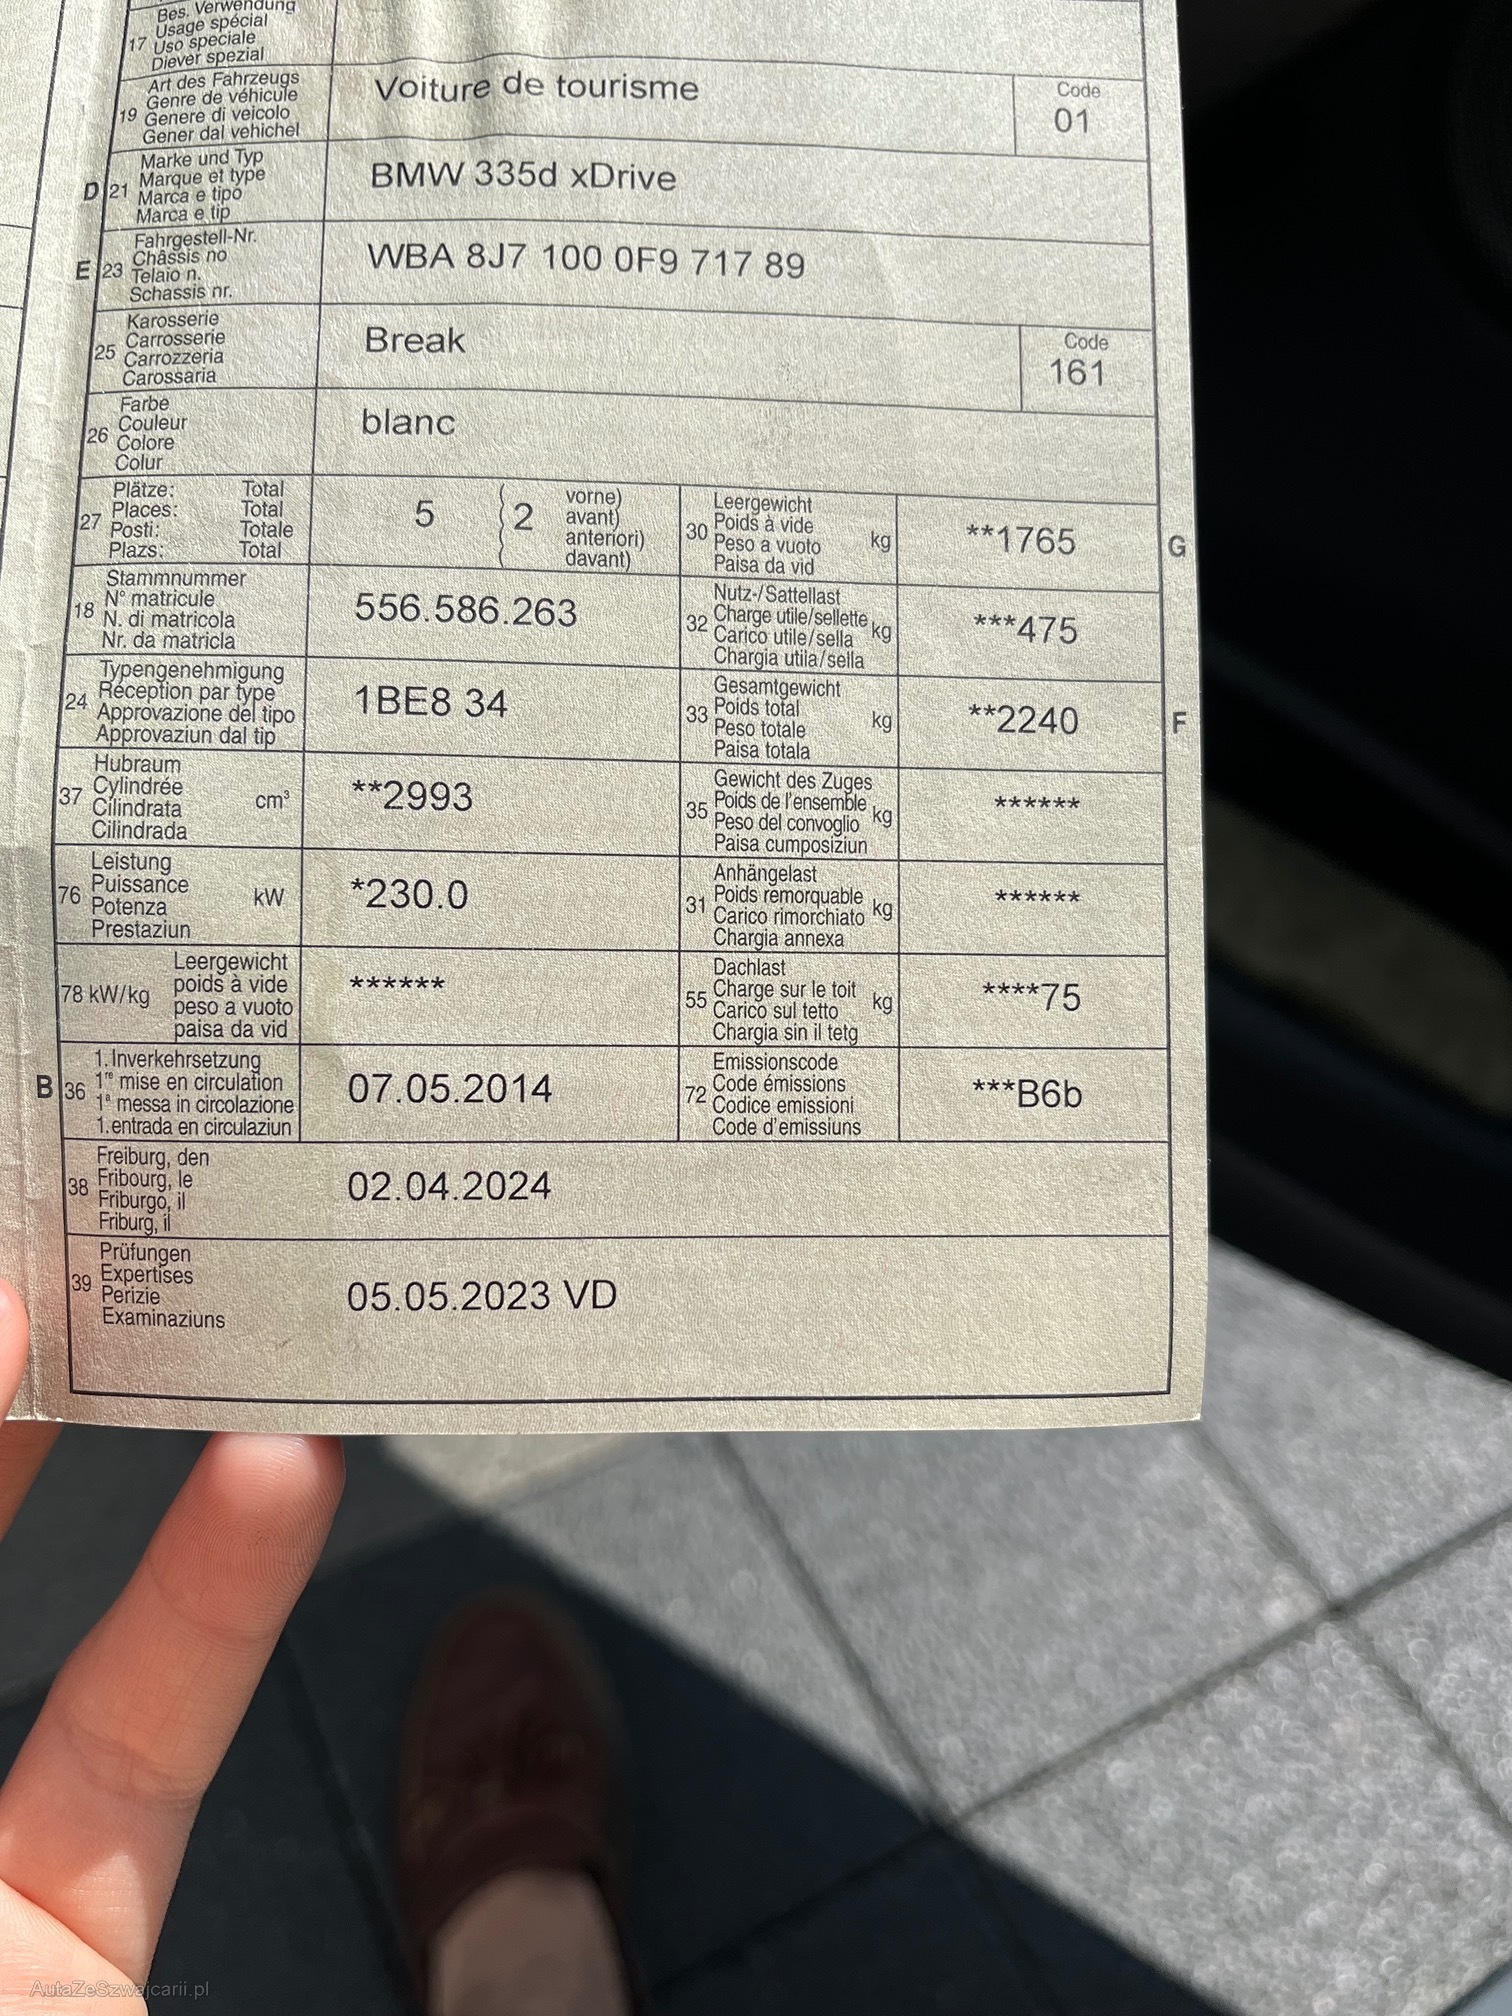 Bes. Verwendung
17 Usage spécial
Uso speciale
Diever spezial
Art des Fahrzeugs
Genre de véhicule
19 Genere di veicolo
Gener dal vehichel
Voiture de tourisme
Code
01
Marke und Typ
D 21 Marque et type
Marca e tipo
Marca e tip
BMW 335d xDrive
Fahrgestell-Nr.
E 23 Châssis no
Telaio n.
Schassis nr.
WBA 8J7 100 0F9 717 89
Karosserie
25 Carrosserie
Carrozzeria
Carossaria
Break
Code
161
Farbe
26 Couleur
Colore
Colur
blanc
Plätze: Total
27 Places: Total
Posti: Totale
Plazs: Total
5 2
vorne)
avant)
anteriori)
davant)
Leergewicht
30 Poids à vide kg
Peso a vuoto
Paisa da vid
**1765
G
Stammnummer
18 N° matricule
N. di matricola
Nr. da matricla
556.586.263
Nutz-/Sattellast
32 Charge utile/sellette kg
Carico utile/sella
Chargia utila/sella
***475
Typengenehmigung
24 Réception par type
Approvazione del tipo
Approvaziun dal tip
1BE8 34
Gesamtgewicht
33 Poids total kg
Peso totale
Paisa totala
**2240
F
Hubraum
37 Cylindrée cm³
Cilindrata
Cilindrada
**2993
Gewicht des Zuges
35 Poids de l'ensemble kg
Peso del convoglio
Paisa cumposiziun
******
Leistung
76 Puissance kW
Potenza
Prestaziun
*230.0
Anhängelast
31 Poids remorquable kg
Carico rimorchiato
Chargia annexa
******
Leergewicht
78 kW/kg poids à vide
peso a vuoto
paisa da vid
******
Dachlast
55 Charge sur le toit kg
Carico sul tetto
Chargia sin il tetg
****75
1. Inverkehrsetzung
B 36 1re mise en circulation
1a messa in circolazione
1. entrada en circulaziun
07.05.2014
Emissionscode
72 Code émissions
Codice emissioni
Code d'emissiuns
***B6b
Freiburg, den
38 Fribourg, le
Friburgo, il
Friburg, il
02.04.2024
Prüfungen
39 Expertises
Perizie
Examinaziuns
05.05.2023 VD
AutaZeSzwajcarii.pl